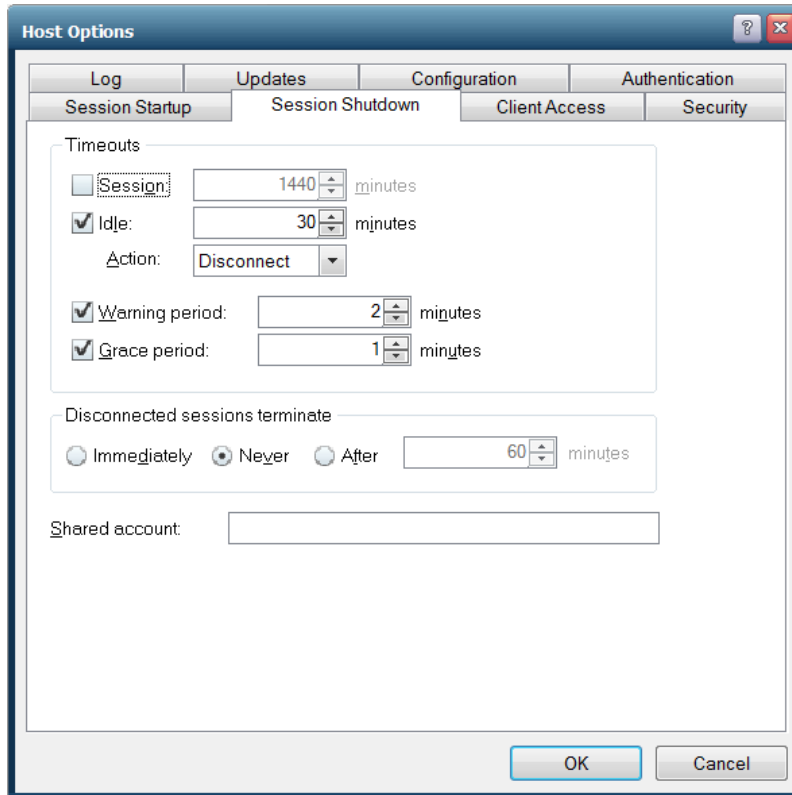 Host Options
Log Updates Configuration Authentication
Session Startup Session Shutdown Client Access Security
Timeouts
Session: 1440 minutes
Idle: 30 minutes
Action: Disconnect
Warning period: 2 minutes
Grace period: 1 minutes
Disconnected sessions terminate
Immediately Never After 60 minutes
Shared account:
OK Cancel